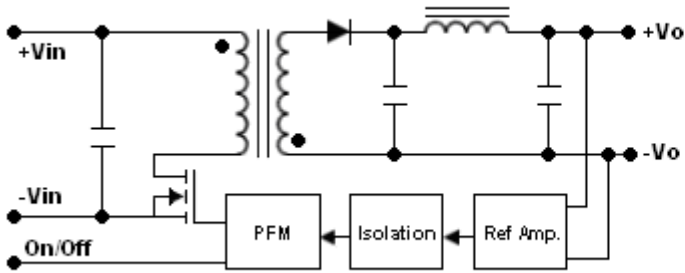 +Vin
+Vo
-Vo
-Vin
On/Off
PFM
Isolation
Ref Amp.